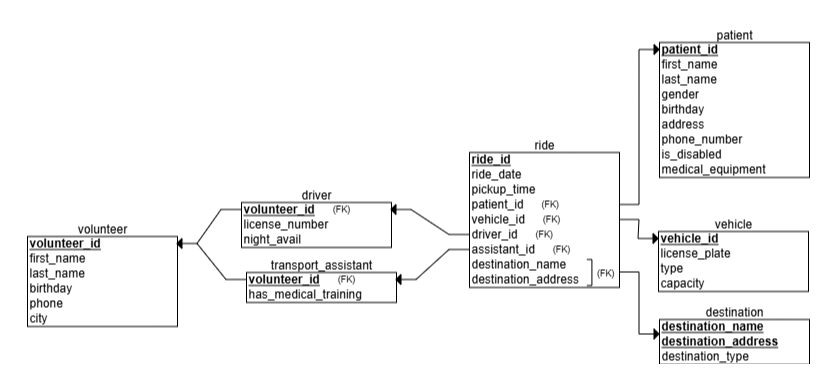 patient
patient_id
first_name
last_name
gender
birthday
address
phone_number
is_disabled
medical_equipment
ride
ride_id
ride_date
pickup_time
patient_id (FK)
vehicle_id (FK)
driver_id (FK)
assistant_id (FK)
destination_name
destination_address
(FK)
driver
volunteer_id (FK)
license_number
night_avail
volunteer
volunteer_id
first_name
last_name
birthday
phone
city
transport_assistant
volunteer_id (FK)
has_medical_training
vehicle
vehicle_id
license_plate
type
capacity
destination
destination_name
destination_address
destination_type